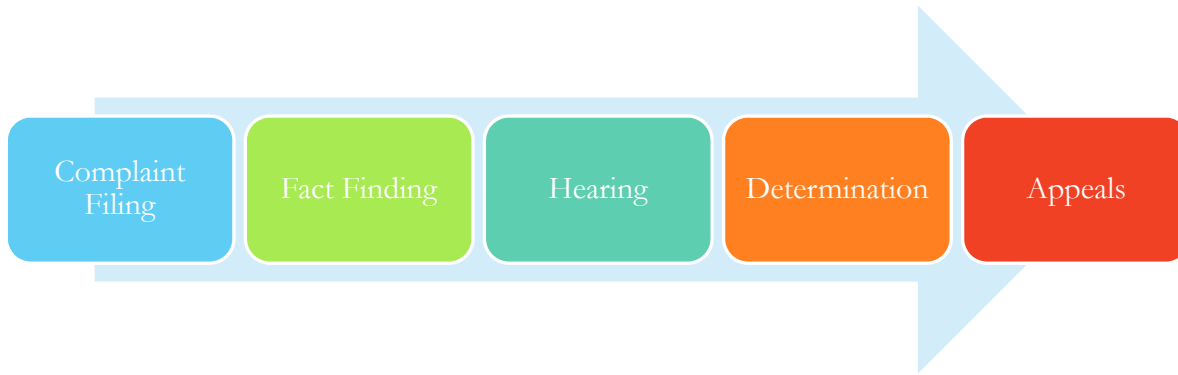 Complaint
Filing
Fact Finding
Hearing
Determination
Appeals